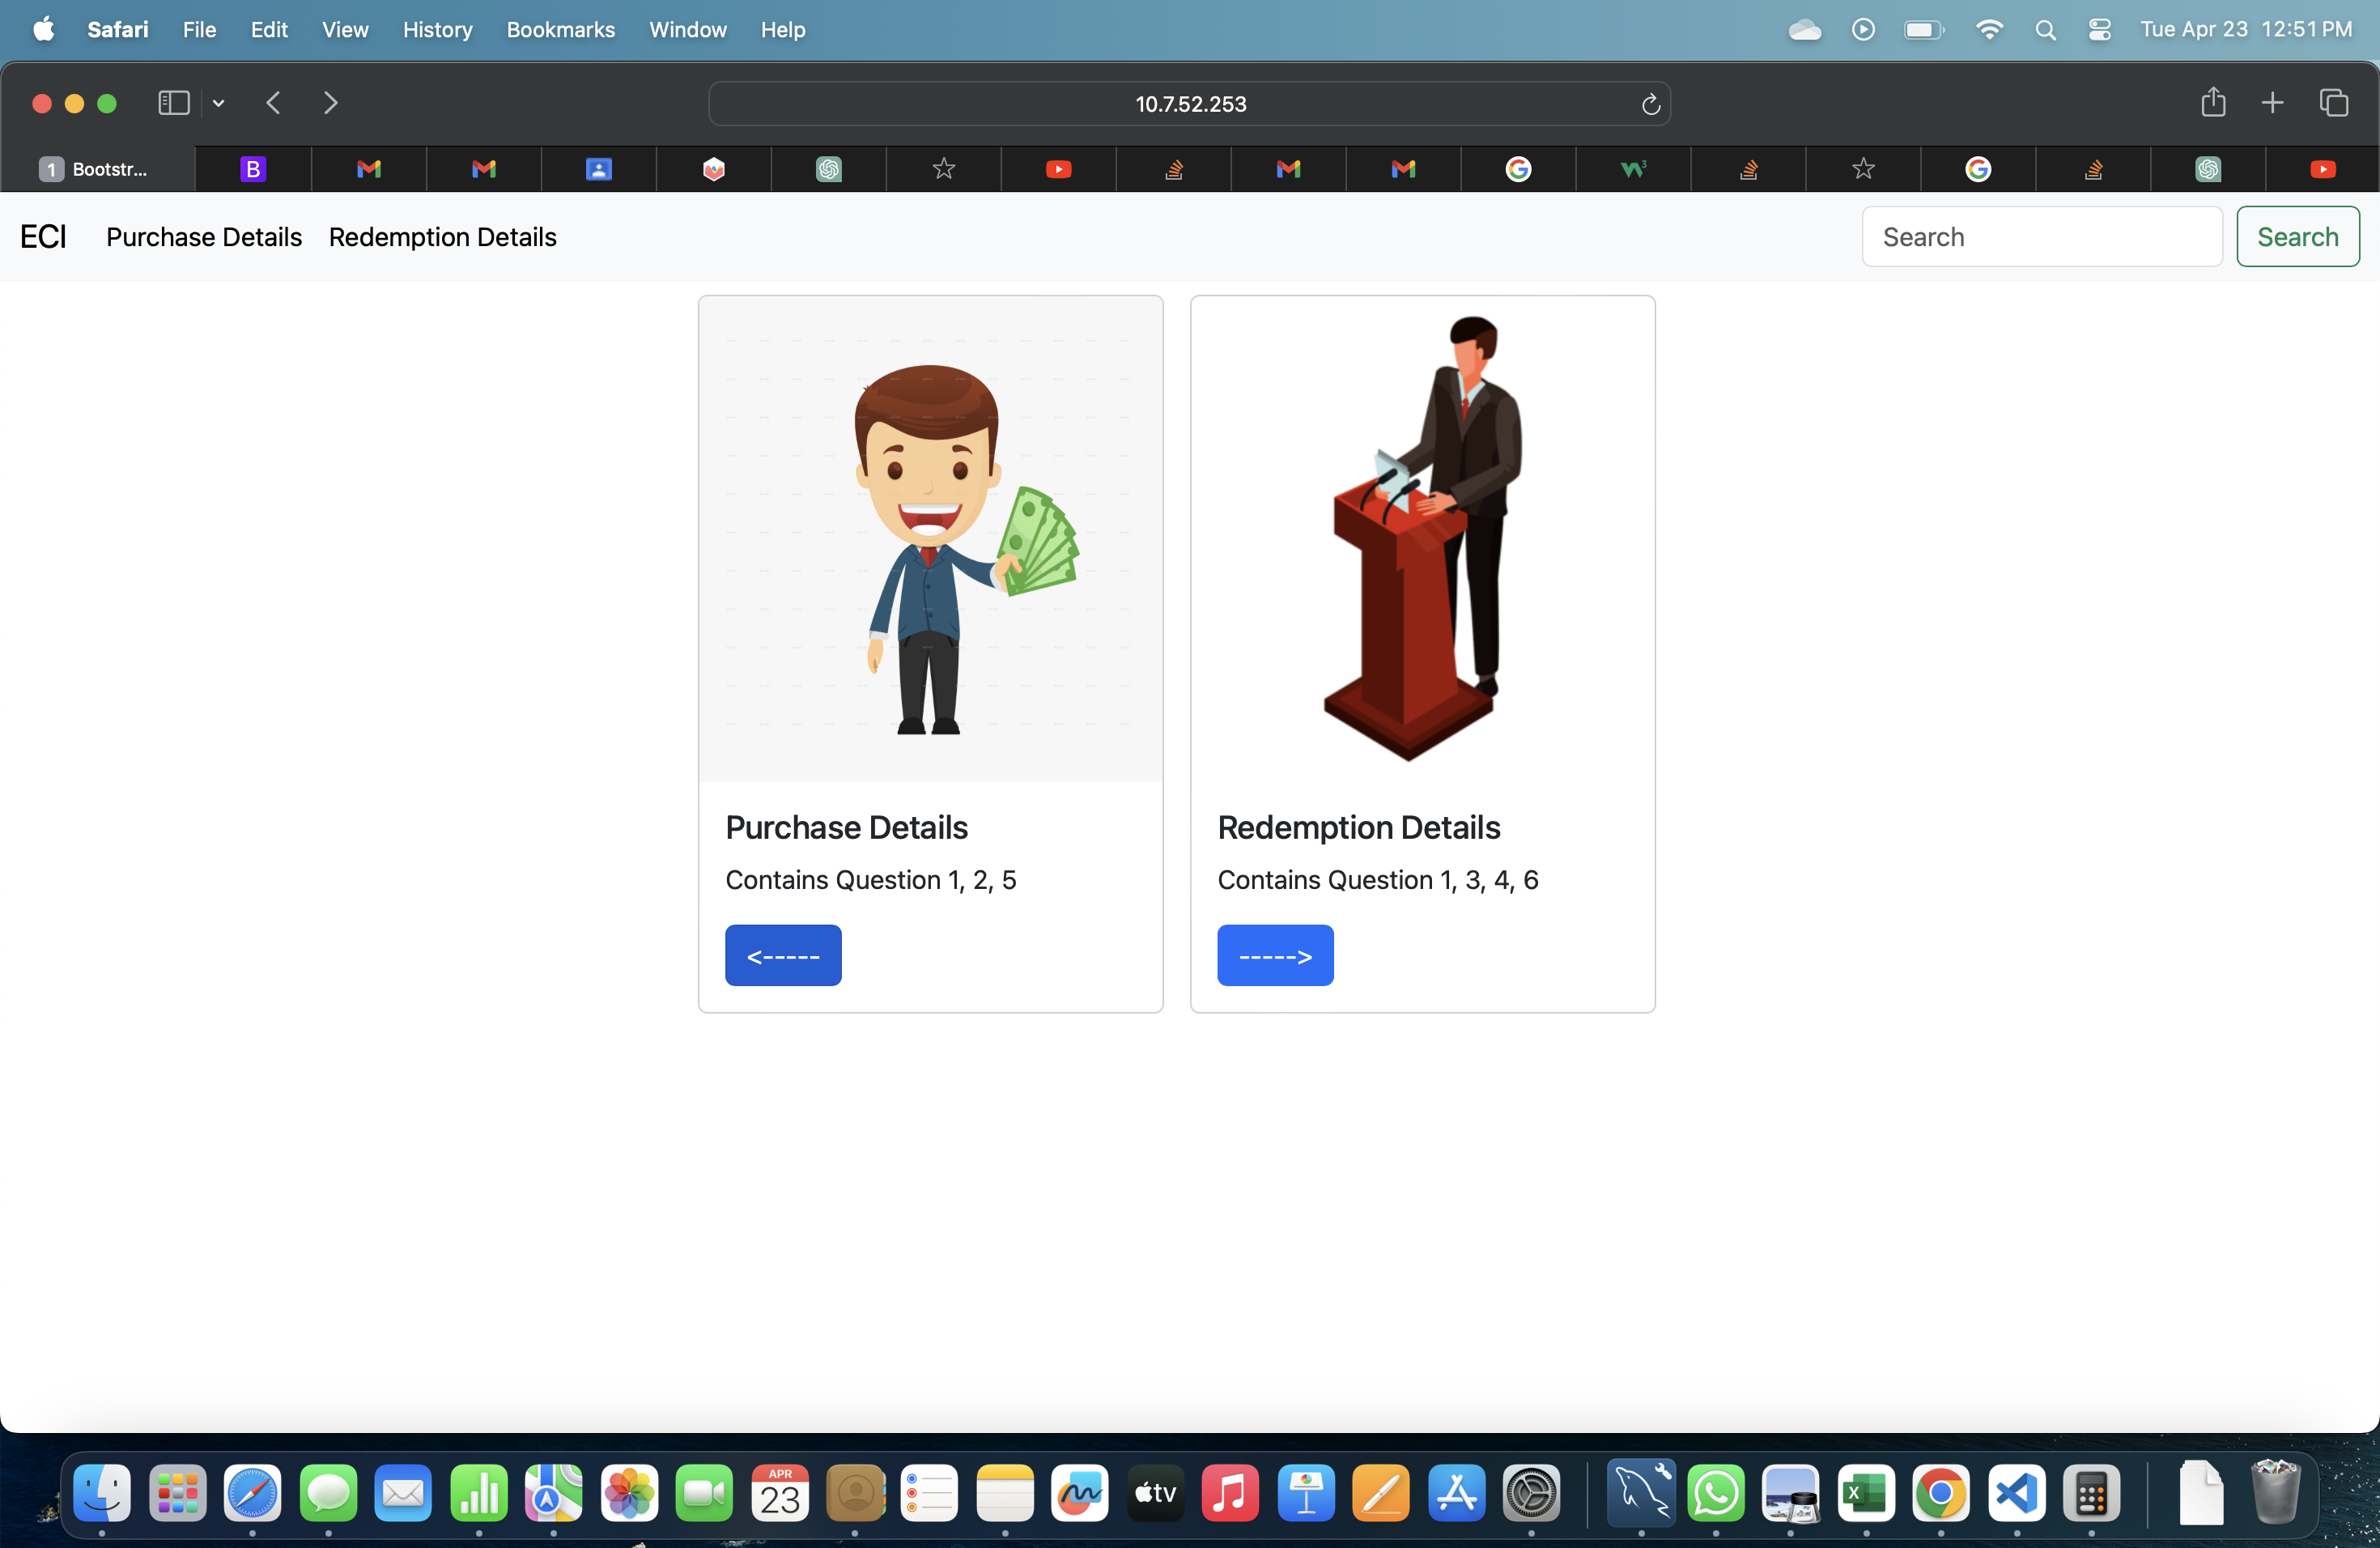 Safari File Edit View History Bookmarks Window Help Tue Apr 23 12:51 PM
10.7.52.253
1 Bootstr... B
ECI Purchase Details Redemption Details Search Search
Purchase Details
Contains Question 1, 2, 5
<-----
Redemption Details
Contains Question 1, 3, 4, 6
----->
APR
23
tv
X